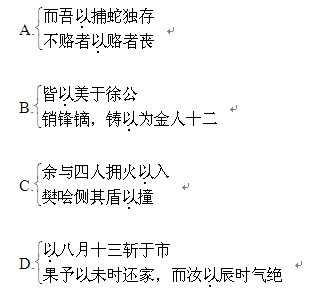 A. 而吾以捕蛇独存
不赂者以赂者丧
B. 皆以美于徐公
销锋镝，铸以为金人十二
C. 余与四人拥火以入
樊哙侧其盾以撞
D. 以八月十三斩于市
果予以未时还家，而汝以辰时气绝